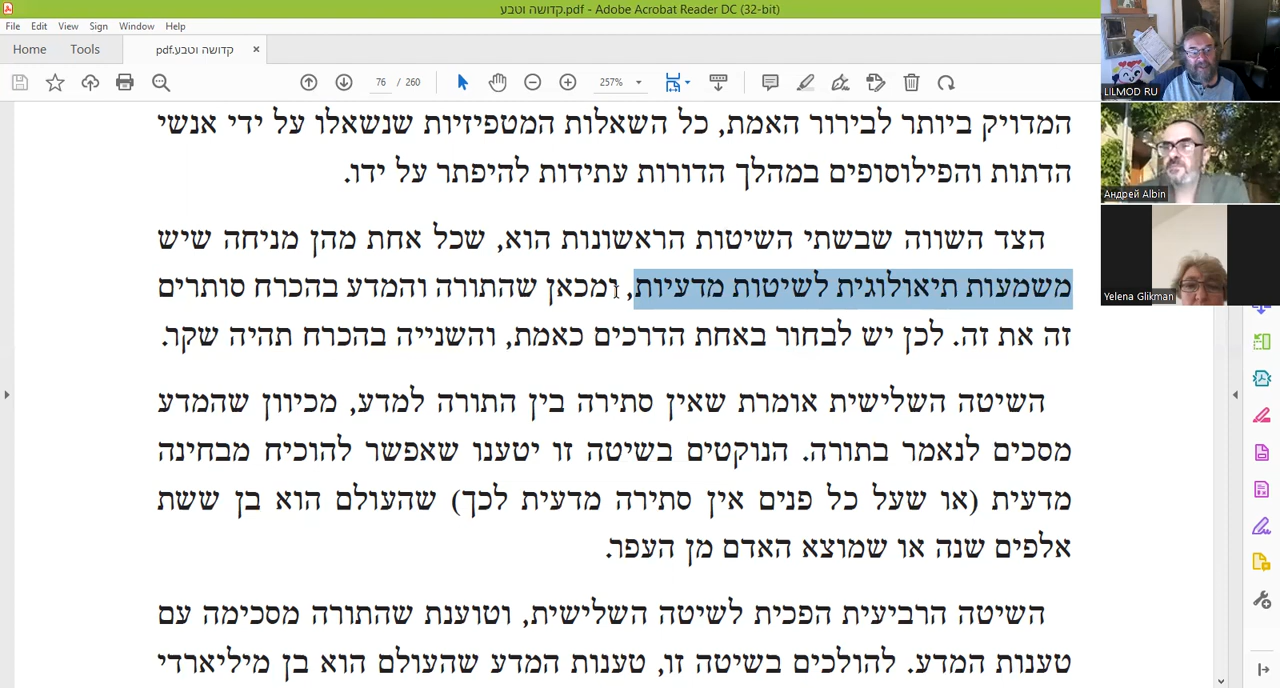 קדושה וטבע.pdf - Adobe Acrobat Reader DC (32-bit)
File Edit View Sign Window Help
Home Tools קדושה וטבע.pdf ×
76 / 260 257%
המדויק ביותר לבירור האמת, כל השאלות המטפיזיות שנשאלו על ידי אנשי
הדתות והפילוסופים במהלך הדורות עתידות להיפתר על ידו.
הצד השווה שבשתי השיטות הראשונות הוא, שכל אחת מהן מניחה שיש
משמעות תיאולוגית לשיטות מדעיות, ומכאן שהתורה והמדע בהכרח סותרים
זה את זה. לכן יש לבחור באחת הדרכים כאמת, והשנייה בהכרח תהיה שקר.
השיטה השלישית אומרת שאין סתירה בין התורה למדע, מכיוון שהמדע
מסכים לנאמר בתורה. הנוקטים בשיטה זו יטענו שאפשר להוכיח מבחינה
מדעית (או שעל כל פנים אין סתירה מדעית לכך) שהעולם הוא בן ששת
אלפים שנה או שמוצא האדם מן העפר.
השיטה הרביעית הפכית לשיטה השלישית, וטוענת שהתורה מסכימה עם
טענות המדע. להולכים בשיטה זו, טענות המדע שהעולם הוא בן מיליארדי
LILMOD RU
Андрей Albin
Yelena Glikman